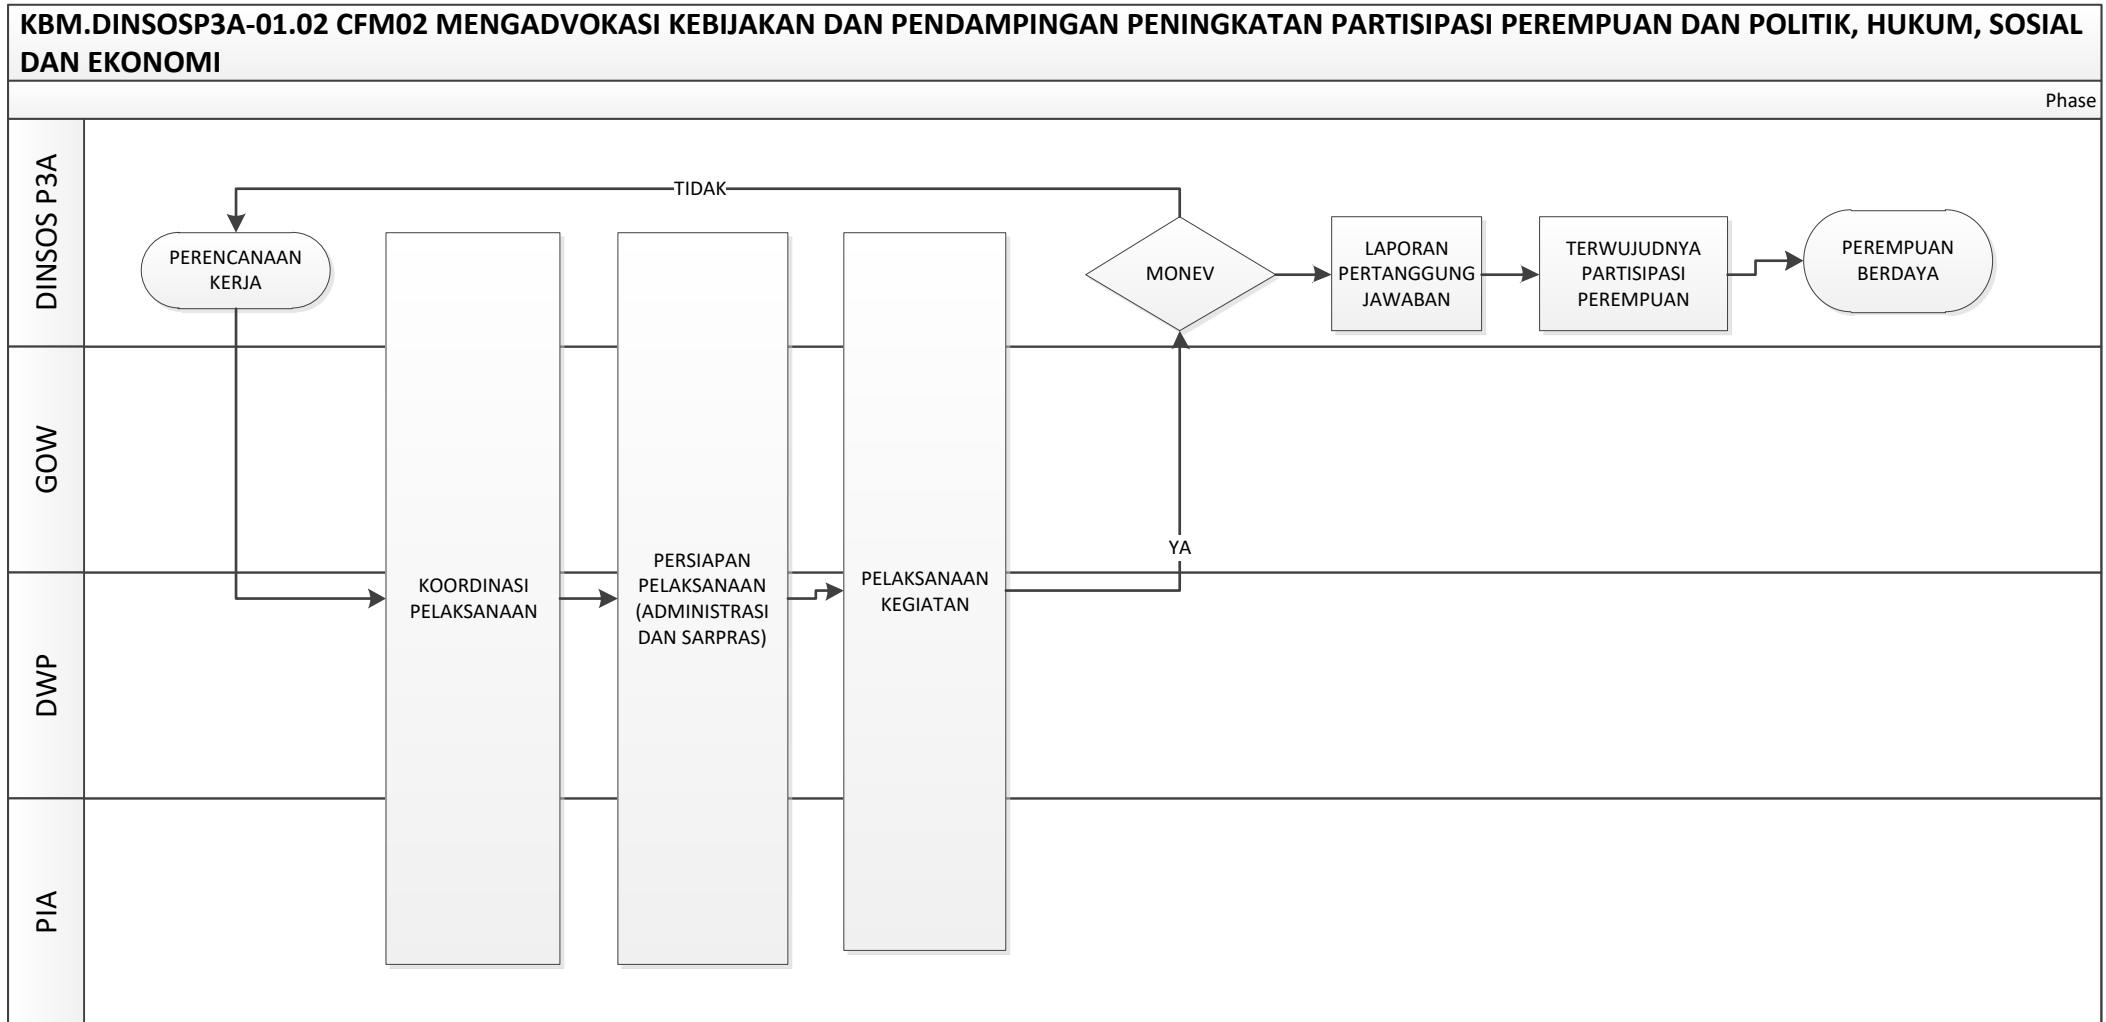 KBM.DINSOSP3A-01.02 CFM02 MENGADVOKASI KEBIJAKAN DAN PENDAMPINGAN PENINGKATAN PARTISIPASI PEREMPUAN DAN POLITIK, HUKUM, SOSIAL
DAN EKONOMI
Phase
DINSOS P3A
TIDAK
PERENCANAAN
KERJA
MONEV
LAPORAN
PERTANGGUNG
JAWABAN
TERWUJUDNYA
PARTISIPASI
PEREMPUAN
PEREMPUAN
BERDAYA
GOW
YA
DWP
KOORDINASI
PELAKSANAAN
PERSIAPAN
PELAKSANAAN
(ADMINISTRASI
DAN SARPRAS)
PELAKSANAAN
KEGIATAN
PIA